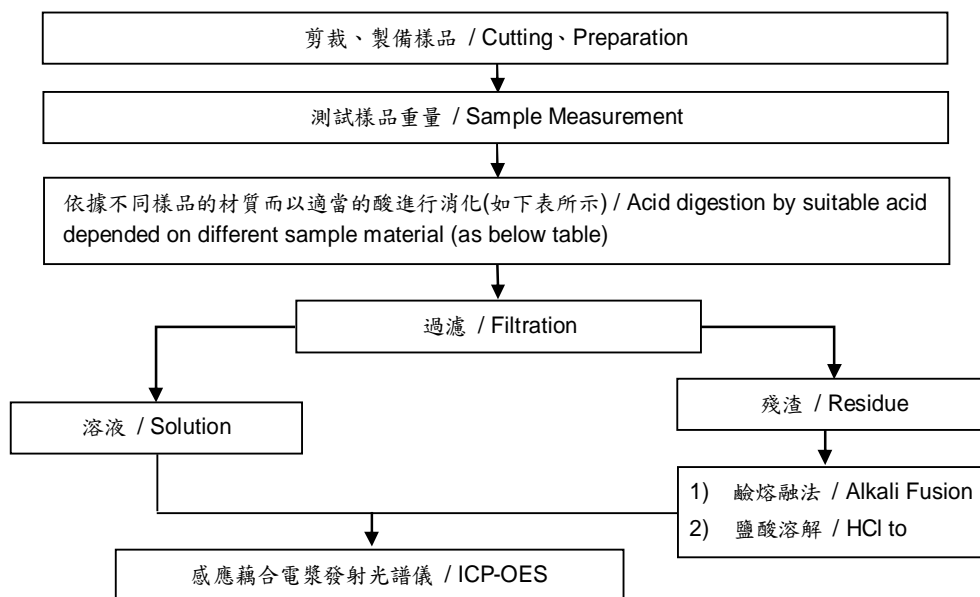 剪裁、製備樣品 / Cutting、Preparation
測試樣品重量 / Sample Measurement
依據不同樣品的材質而以適當的酸進行消化(如下表所示) / Acid digestion by suitable acid
depended on different sample material (as below table)
過濾 / Filtration
溶液 / Solution
殘渣 / Residue
1) 鹼熔融法 / Alkali Fusion
2) 鹽酸溶解 / HCl to
感應藕合電漿發射光譜儀 / ICP-OES